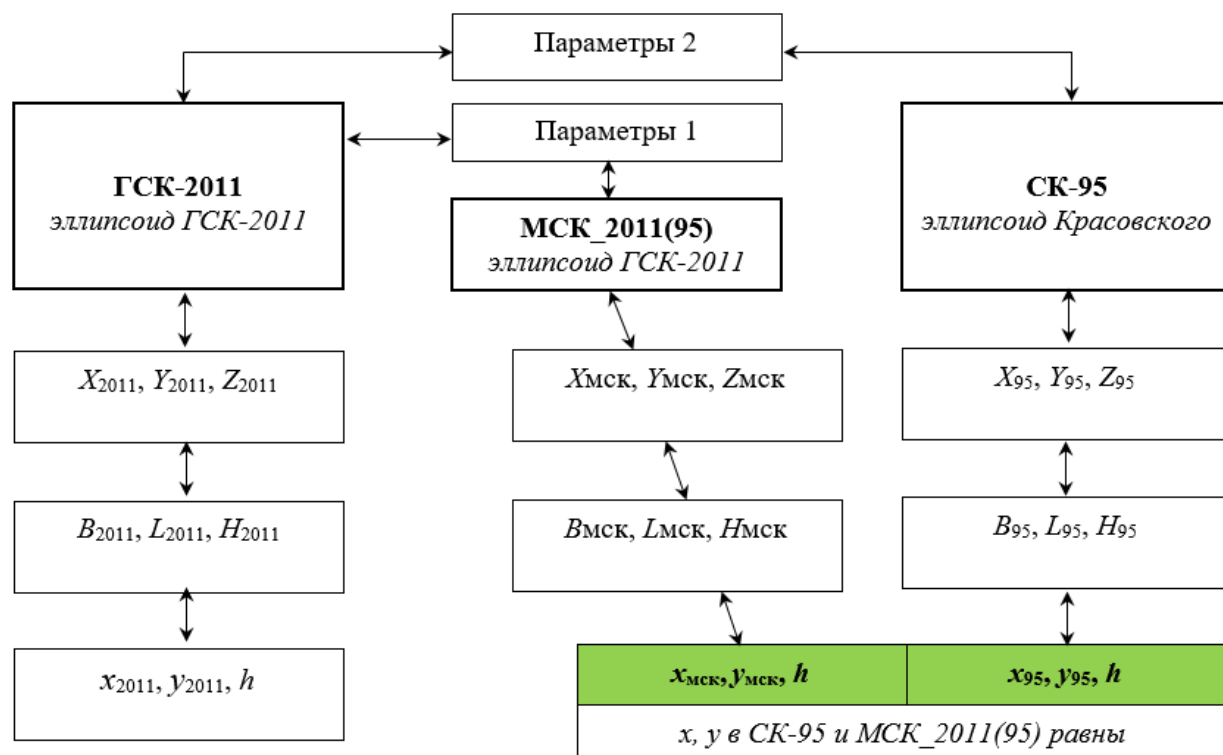 Параметры 2
Параметры 1
ГСК-2011
эллипсоид ГСК-2011
МСК_2011(95)
эллипсоид ГСК-2011
СК-95
эллипсоид Красовского
X2011, Y2011, Z2011
Xмск, Yмск, Zмск
X95, Y95, Z95
B2011, L2011, H2011
Bмск, Lмск, Hмск
B95, L95, H95
x2011, y2011, h
xмск, yмск, h
x95, y95, h
x, y в СК-95 и МСК_2011(95) равны